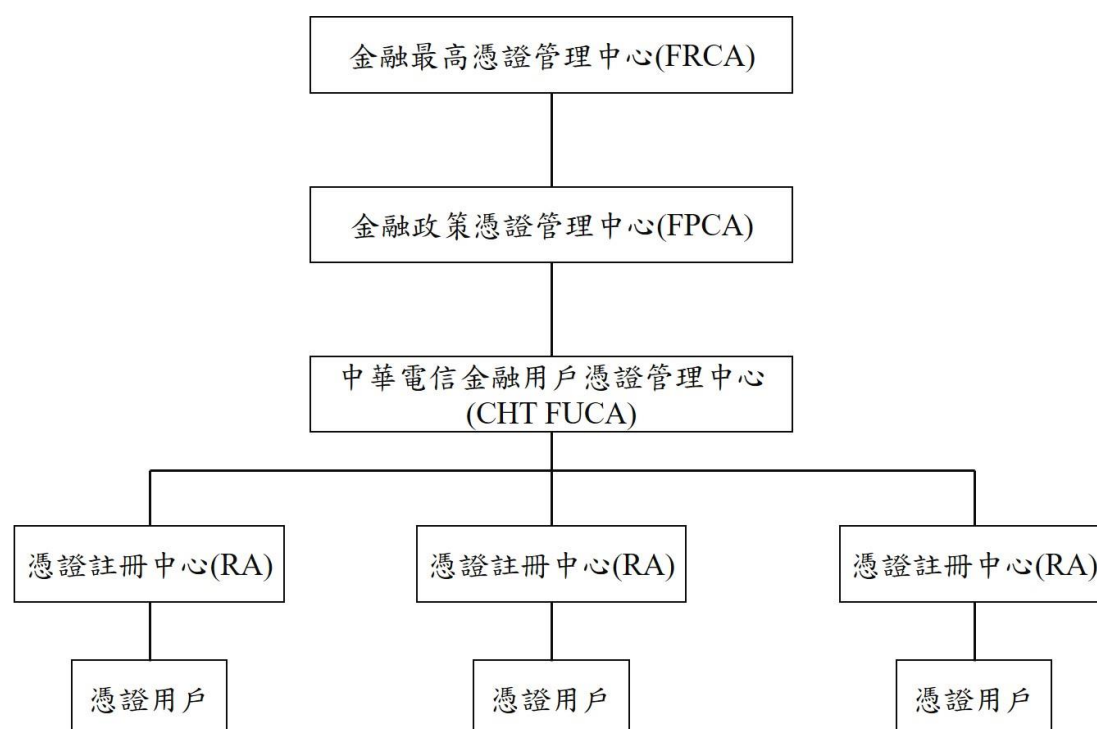 金融最高憑證管理中心(FRCA)
金融政策憑證管理中心(FPCA)
中華電信金融用戶憑證管理中心
(CHT FUCA)
憑證註冊中心(RA)
憑證註冊中心(RA)
憑證註冊中心(RA)
憑證用戶
憑證用戶
憑證用戶